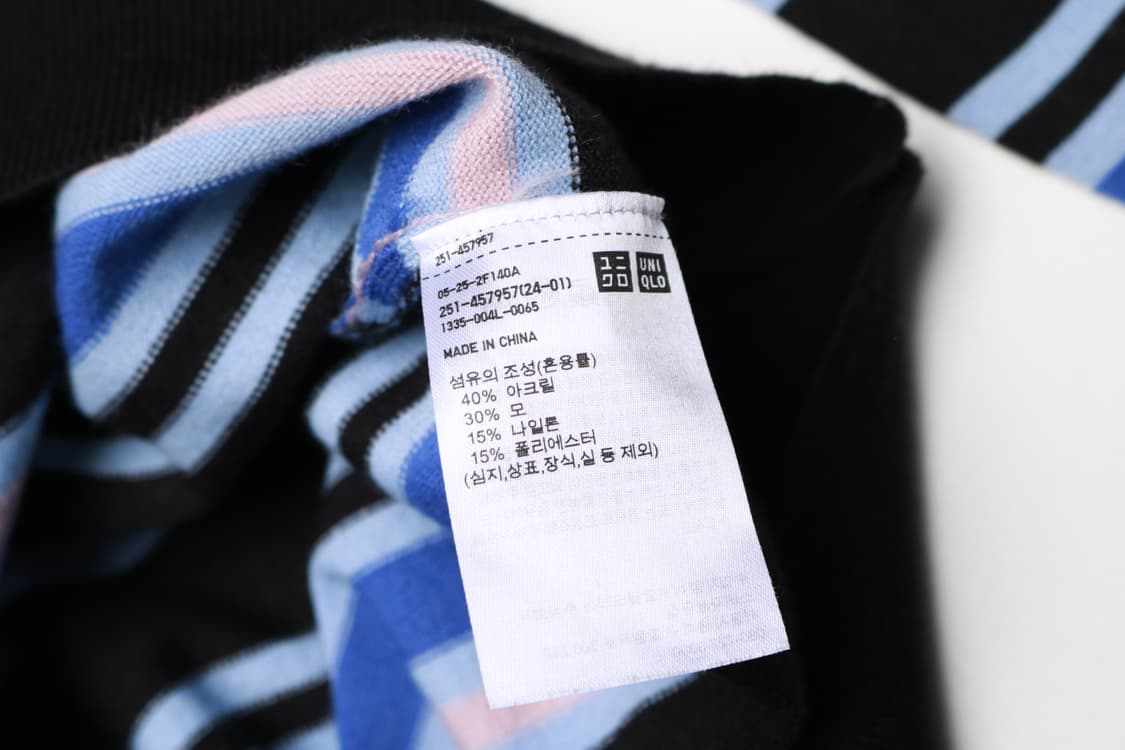 251-457957
ユニ
クロ
UNI
QLO
05-25-2F140A
251-457957(24-01)
1335-004L-0065
MADE IN CHINA
섬유의 조성(혼용률)
40% 아크릴
30% 모
15% 나일론
15% 폴리에스터
(심지,상표,장식,실 등 제외)